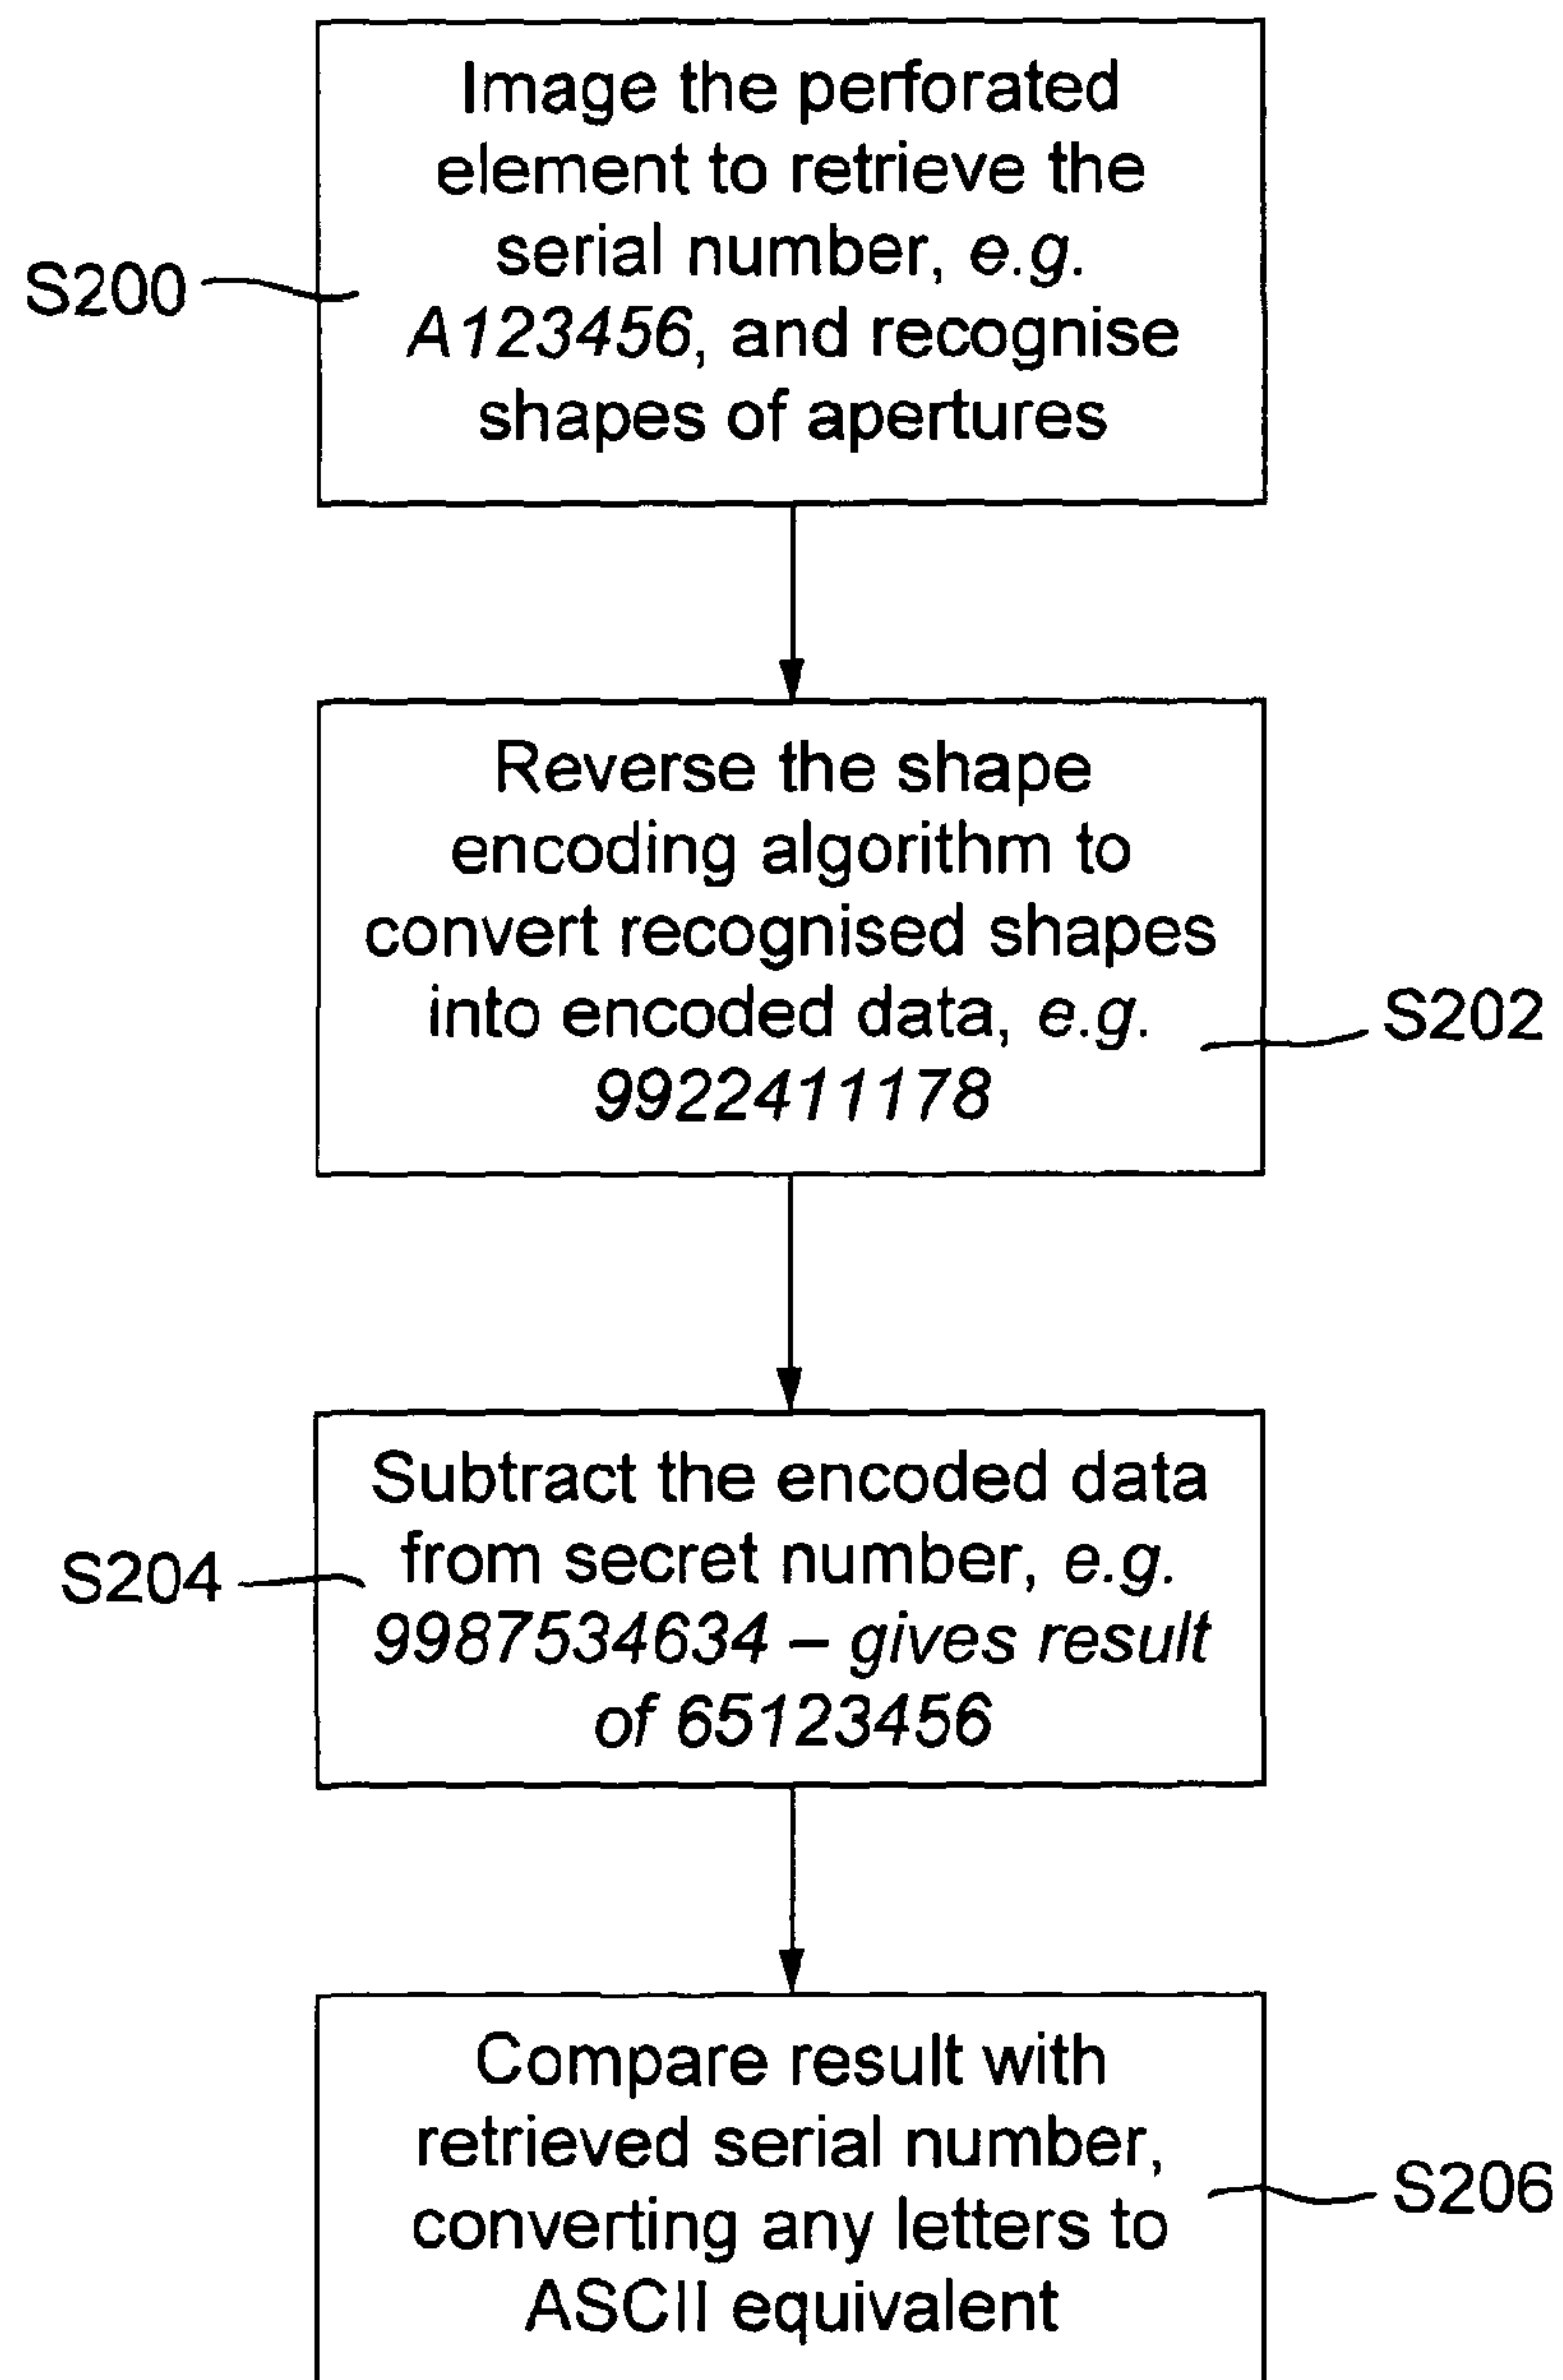 Image the perforated
element to retrieve the
serial number, e.g.
A123456, and recognise
shapes of apertures
S200
Reverse the shape
encoding algorithm to
convert recognised shapes
into encoded data, e.g.
9922411178
S202
Subtract the encoded data
from secret number, e.g.
9987534634 – gives result
of 65123456
S204
Compare result with
retrieved serial number,
converting any letters to
ASCII equivalent
S206